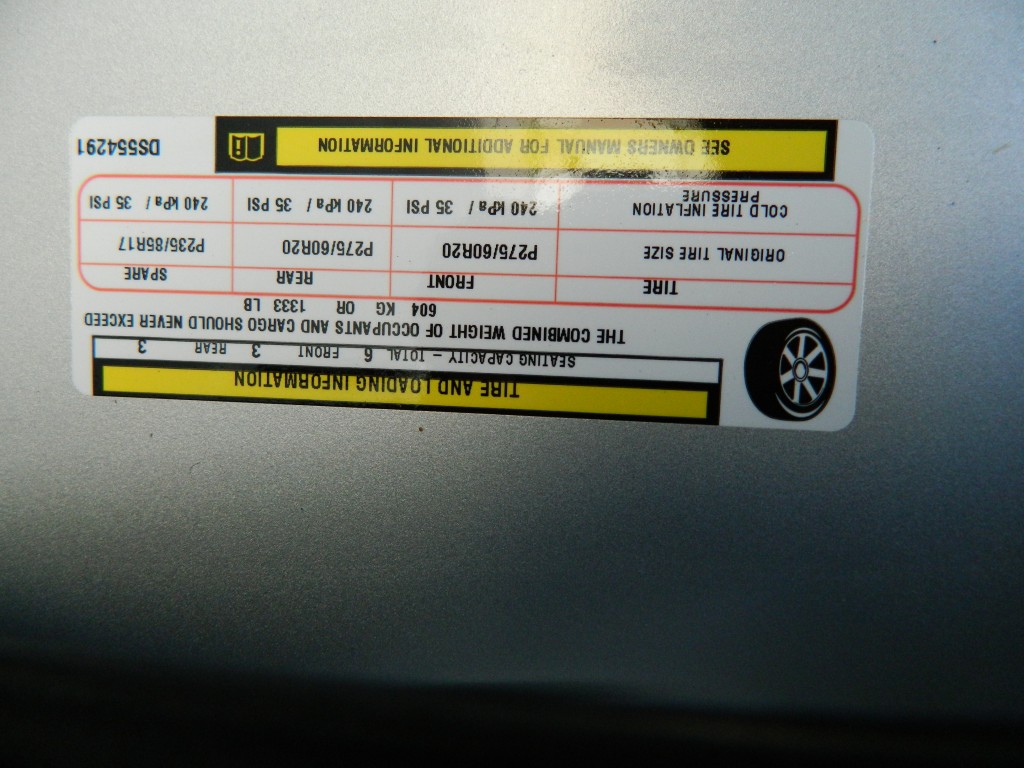 TIRE AND LOADING INFORMATION
SEATING CAPACITY – TOTAL 6 FRONT 3 REAR 3
THE COMBINED WEIGHT OF OCCUPANTS AND CARGO SHOULD NEVER EXCEED
604 KG OR 1333 LB
TIRE FRONT REAR SPARE
ORIGINAL TIRE SIZE P275/60R20 P275/60R20 P235/85R17
COLD TIRE INFLATION
PRESSURE 240 kPa / 35 PSI 240 kPa / 35 PSI 240 kPa / 35 PSI
SEE OWNERS MANUAL FOR ADDITIONAL INFORMATION DS554291